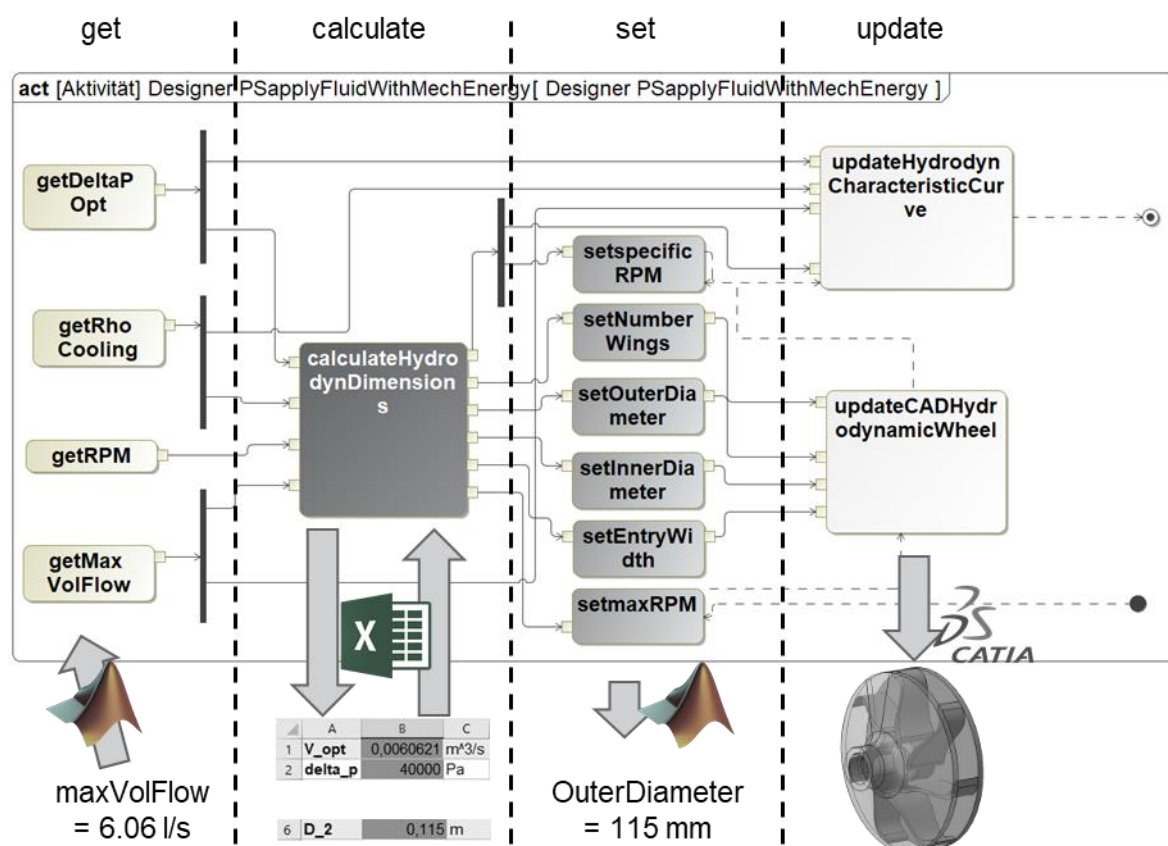 get
calculate
set
update
act [Aktivität] Designer PSapplyFluidWithMechEnergy[ Designer PSapplyFluidWithMechEnergy ]
getDeltaP
Opt
getRho
Cooling
getRPM
getMax
VolFlow
calculateHydro
dynDimension
s
setspecific
RPM
setNumber
Wings
setOuterDia
meter
setInnerDia
meter
setEntryWi
dth
setmaxRPM
updateHydrodyn
CharacteristicCur
ve
updateCADHydr
odynamicWheel
X
DS
CATIA
A B C
1 V_opt 0,0060621 m^3/s
2 delta_p 40000 Pa
6 D_2 0,115 m
maxVolFlow
= 6.06 l/s
OuterDiameter
= 115 mm